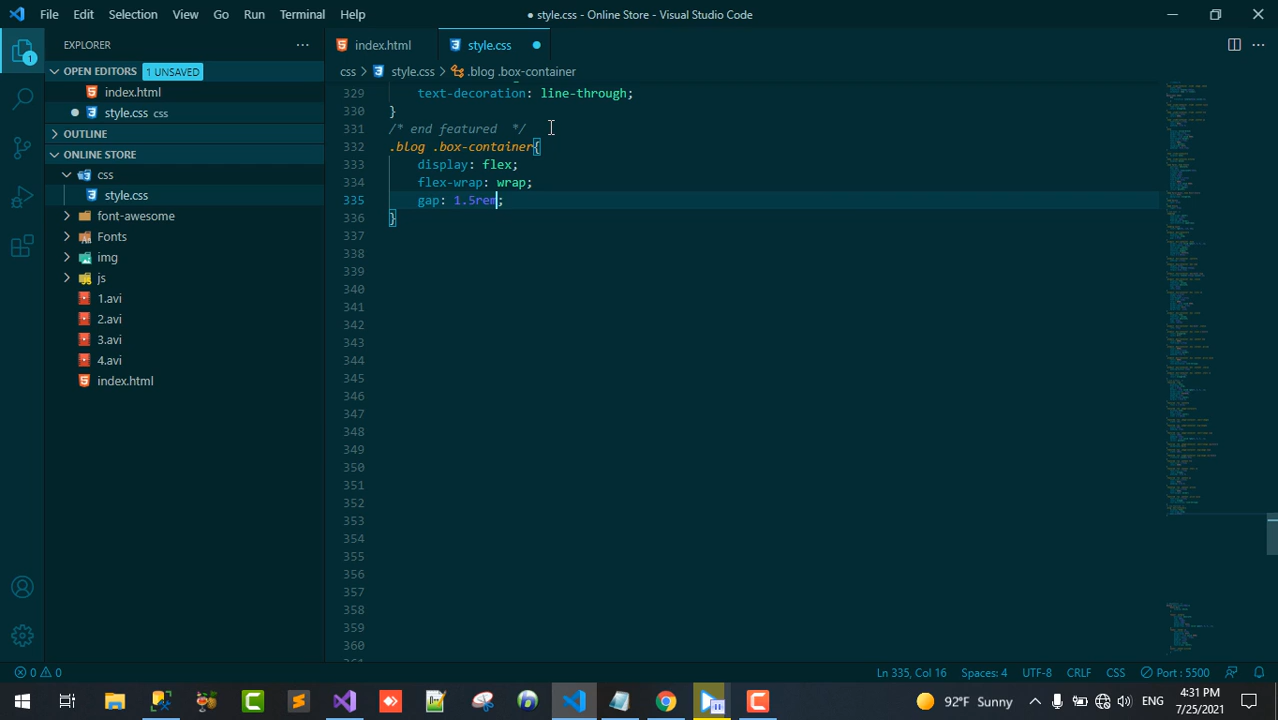 File Edit Selection View Go Run Terminal Help
● style.css - Online Store - Visual Studio Code
EXPLORER
index.html
style.css
OPEN EDITORS 1 UNSAVED
index.html
style.css css
OUTLINE
ONLINE STORE
css
style.css
font-awesome
Fonts
img
js
1.avi
2.avi
3.avi
4.avi
index.html
css > style.css > .blog .box-container
329 text-decoration: line-through;
330 }
331 /* end featured */
332 .blog .box-container{
333 display: flex;
334 flex-wrap: wrap;
335 gap: 1.5rem;
336 }
337
338
339
340
341
342
343
344
345
346
347
348
349
350
351
352
353
354
355
356
357
358
359
360
0 0
Ln 335, Col 16 Spaces: 4 UTF-8 CRLF CSS Port : 5500
92°F Sunny
ENG
4:31 PM
7/25/2021